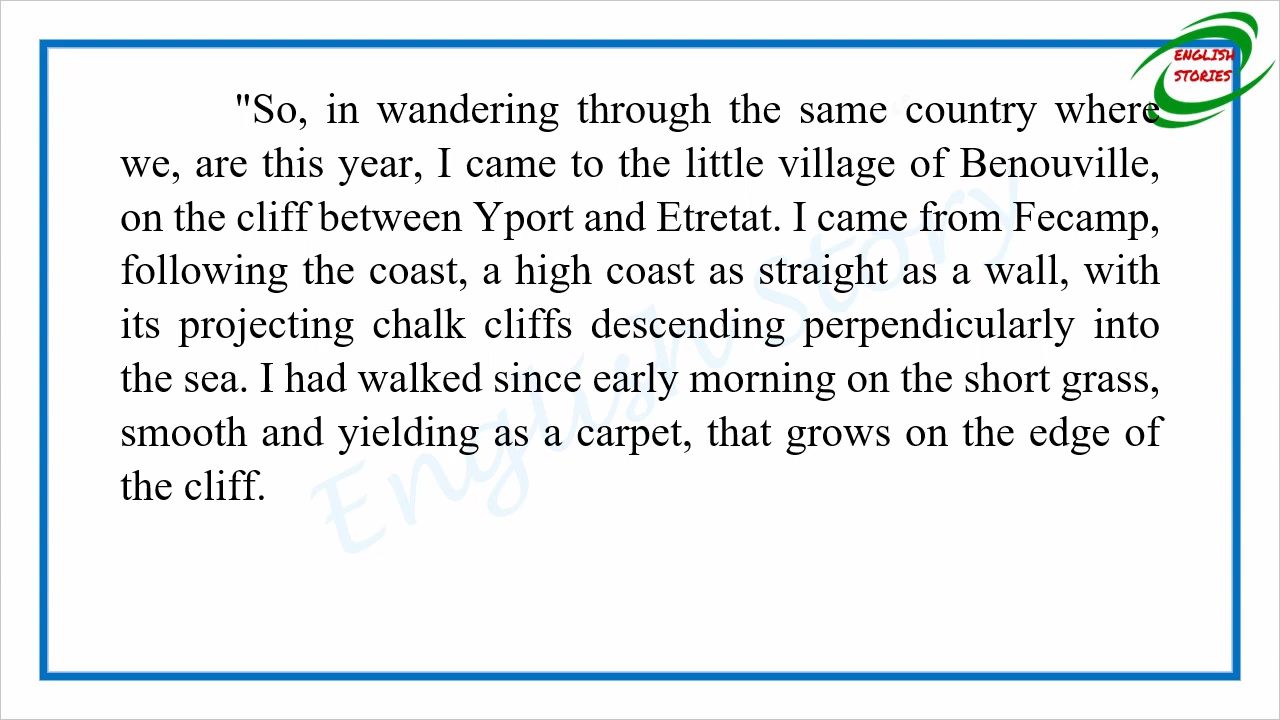 ENGLISH
STORIES
"So, in wandering through the same country where
we, are this year, I came to the little village of Benouville,
on the cliff between Yport and Etretat. I came from Fecamp,
following the coast, a high coast as straight as a wall, with
its projecting chalk cliffs descending perpendicularly into
the sea. I had walked since early morning on the short grass,
smooth and yielding as a carpet, that grows on the edge of
the cliff.
English Story